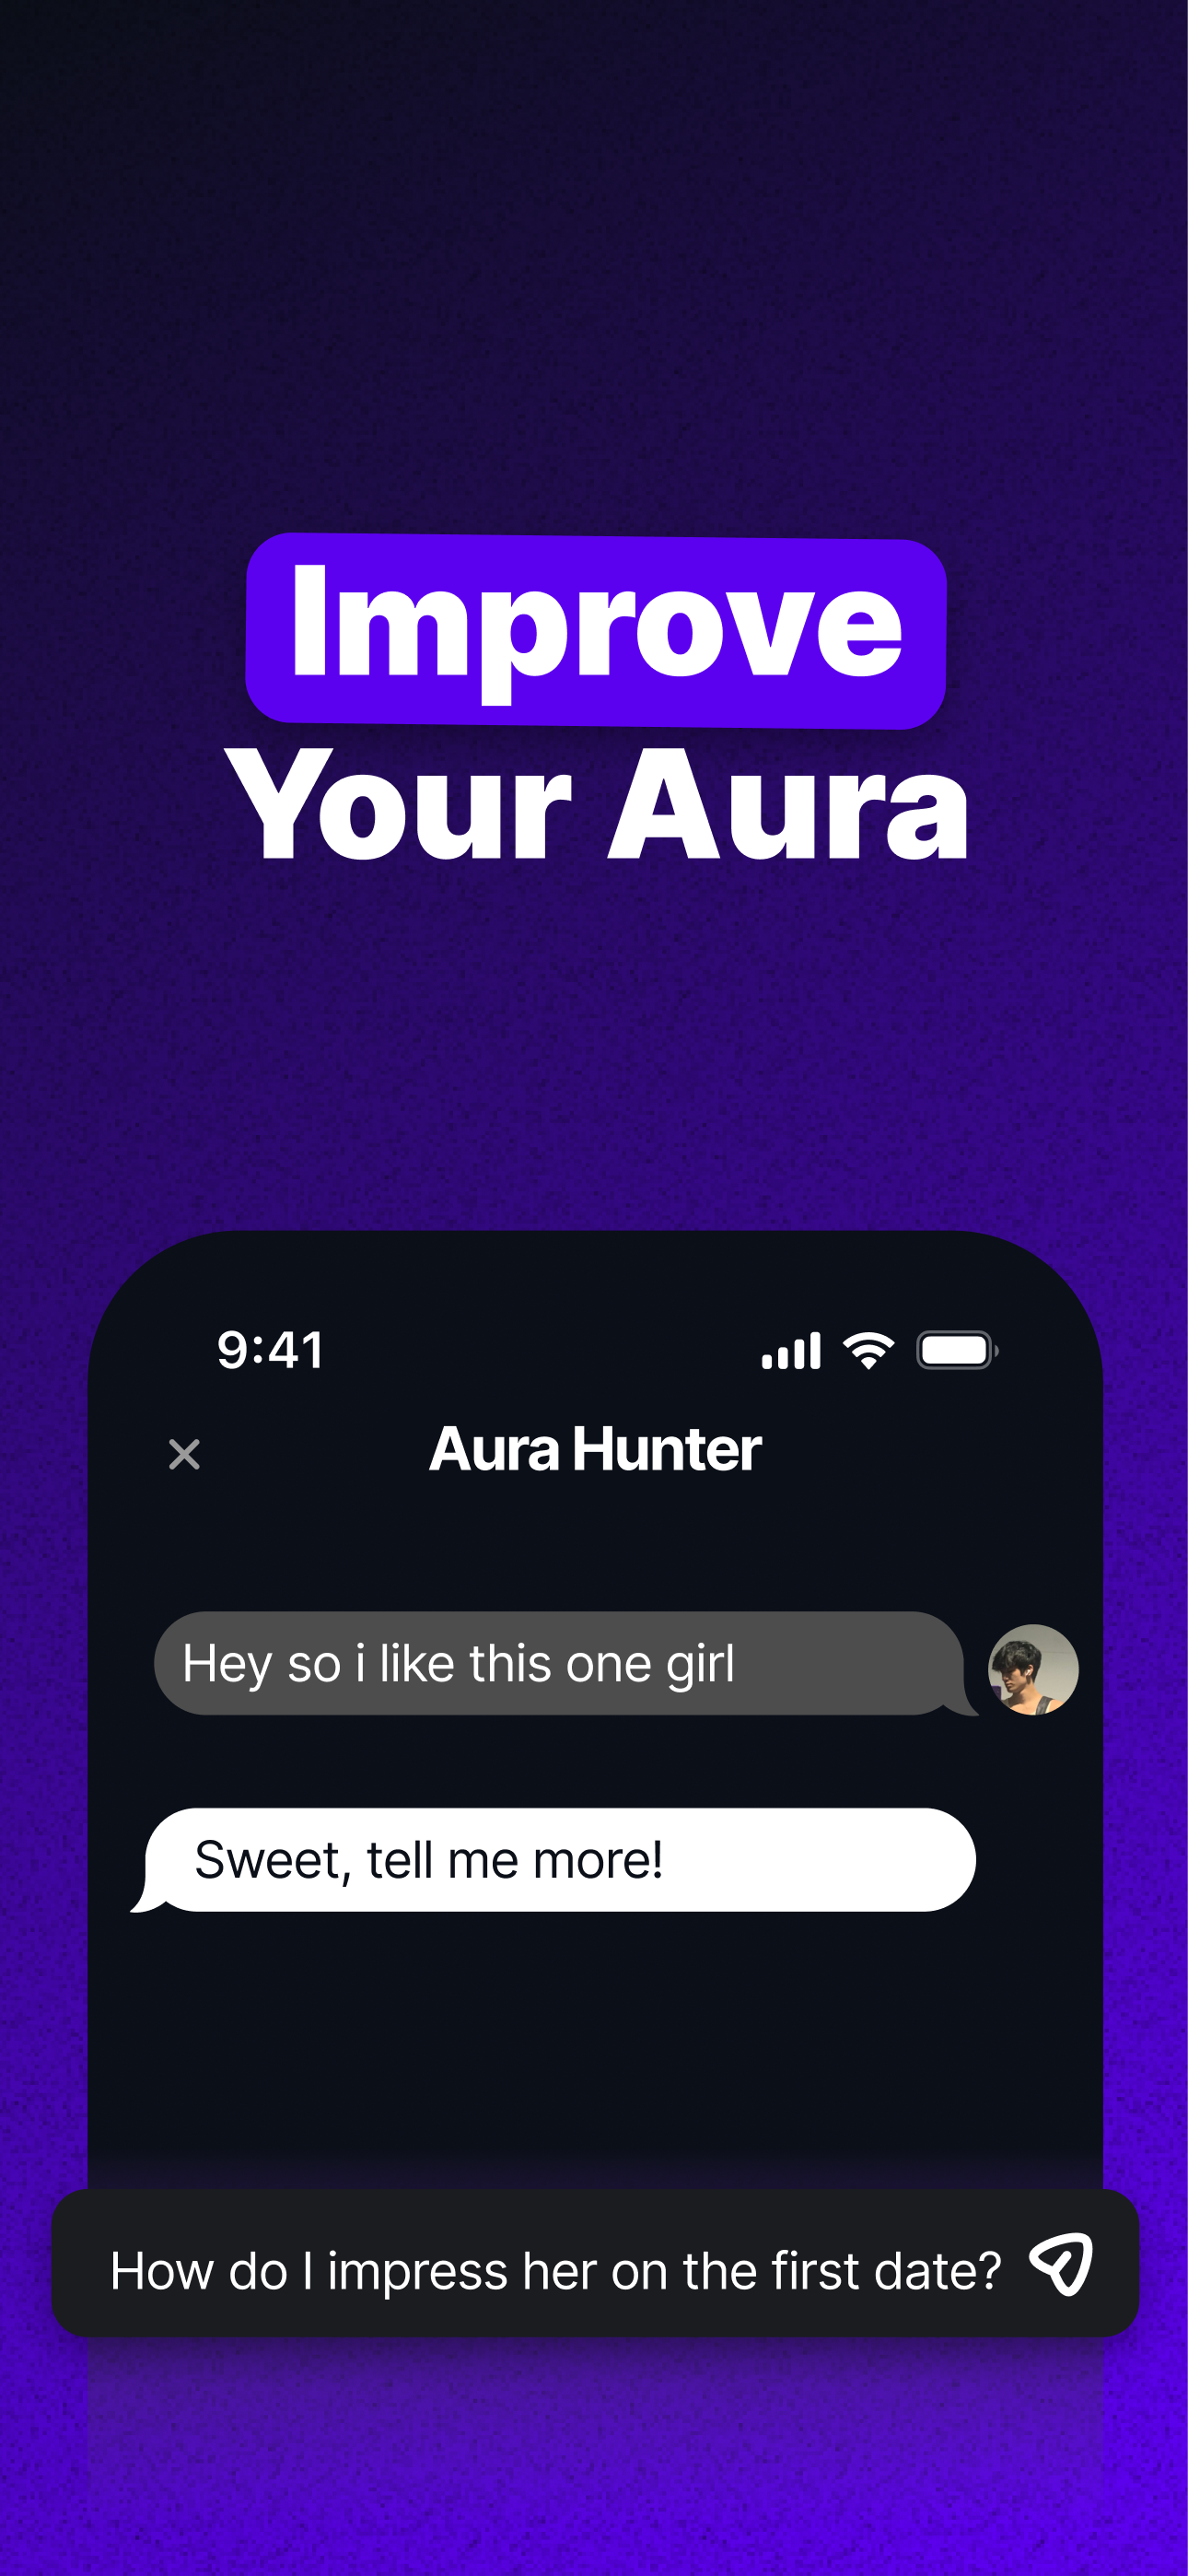 Improve
Your Aura
9:41
Aura Hunter
Hey so i like this one girl
Sweet, tell me more!
How do I impress her on the first date?